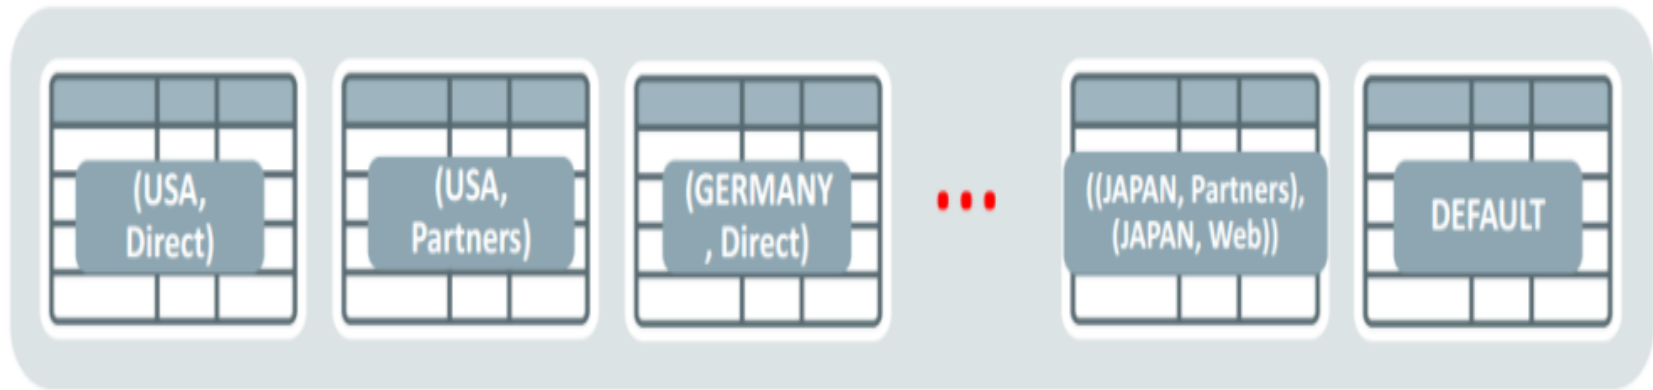 (USA,
Direct)
(USA,
Partners)
(GERMANY
, Direct)
...
((JAPAN, Partners),
(JAPAN, Web))
DEFAULT